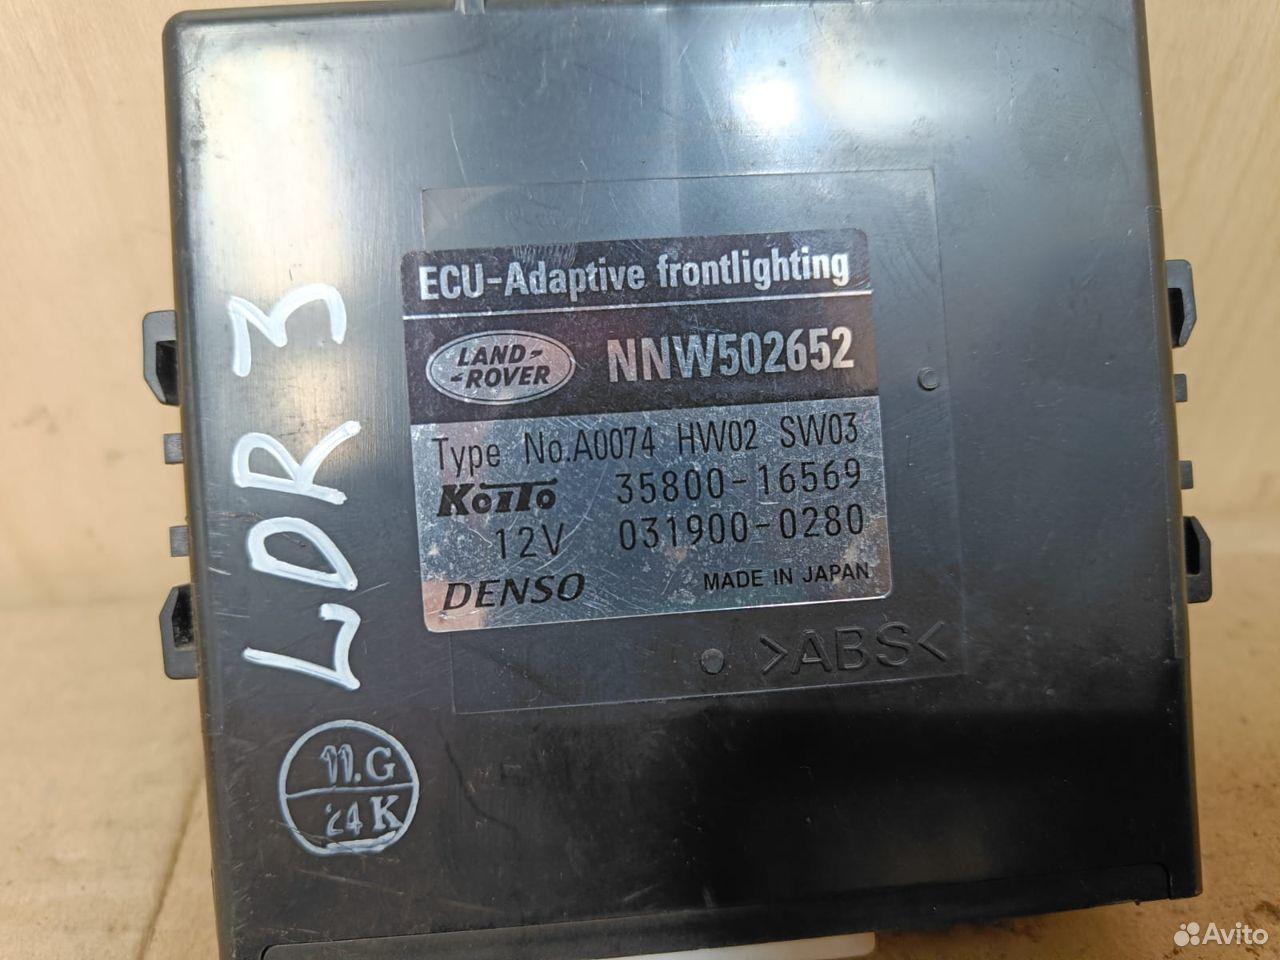 ECU-Adaptive frontlighting
LAND-
-ROVER
NNW502652
Type No.A0074 HW02 SW03
KOITO 35800-16569
12V 031900-0280
DENSO MADE IN JAPAN
>ABS<
LDR 3
11.G
24K
Avito